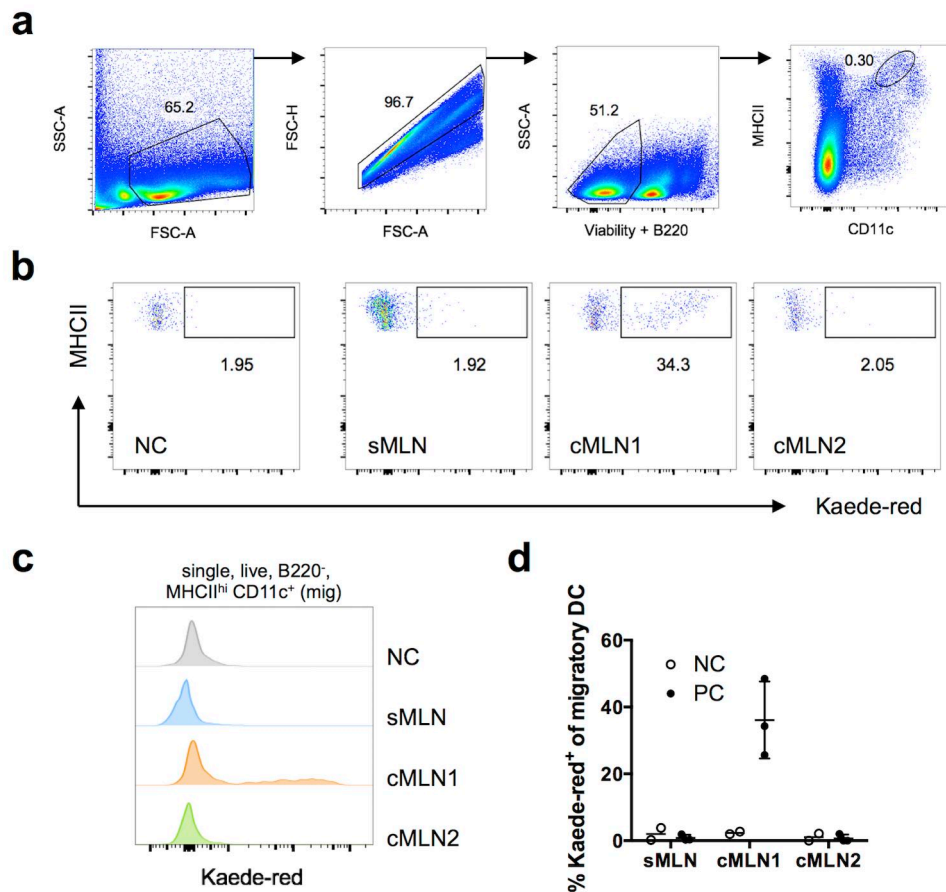 a
65.2
SSC-A
FSC-A
96.7
FSC-H
FSC-A
51.2
SSC-A
Viability + B220
0.30
MHCII
CD11c
b
MHCII
1.95
NC
1.92
sMLN
34.3
cMLN1
2.05
cMLN2
Kaede-red
c
single, live, B220⁻,
MHCIIʰⁱ CD11c⁺ (mig)
NC
sMLN
cMLN1
cMLN2
Kaede-red
d
% Kaede-red⁺ of migratory DC
60
40
20
0
NC
PC
sMLN
cMLN1
cMLN2